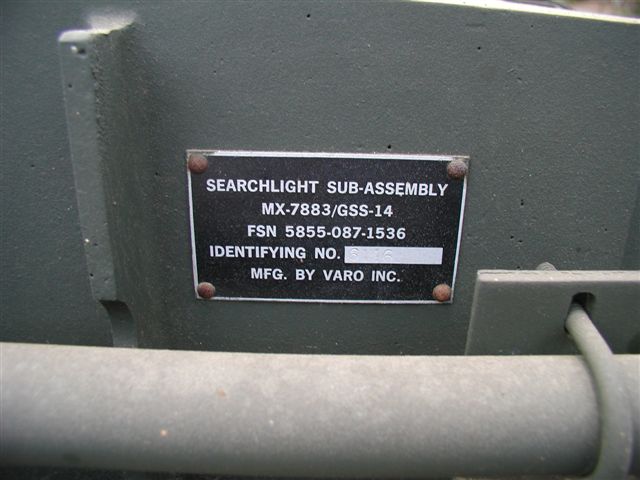 SEARCHLIGHT SUB-ASSEMBLY
MX-7883/GSS-14
FSN 5855-087-1536
IDENTIFYING NO.
MFG. BY VARO INC.